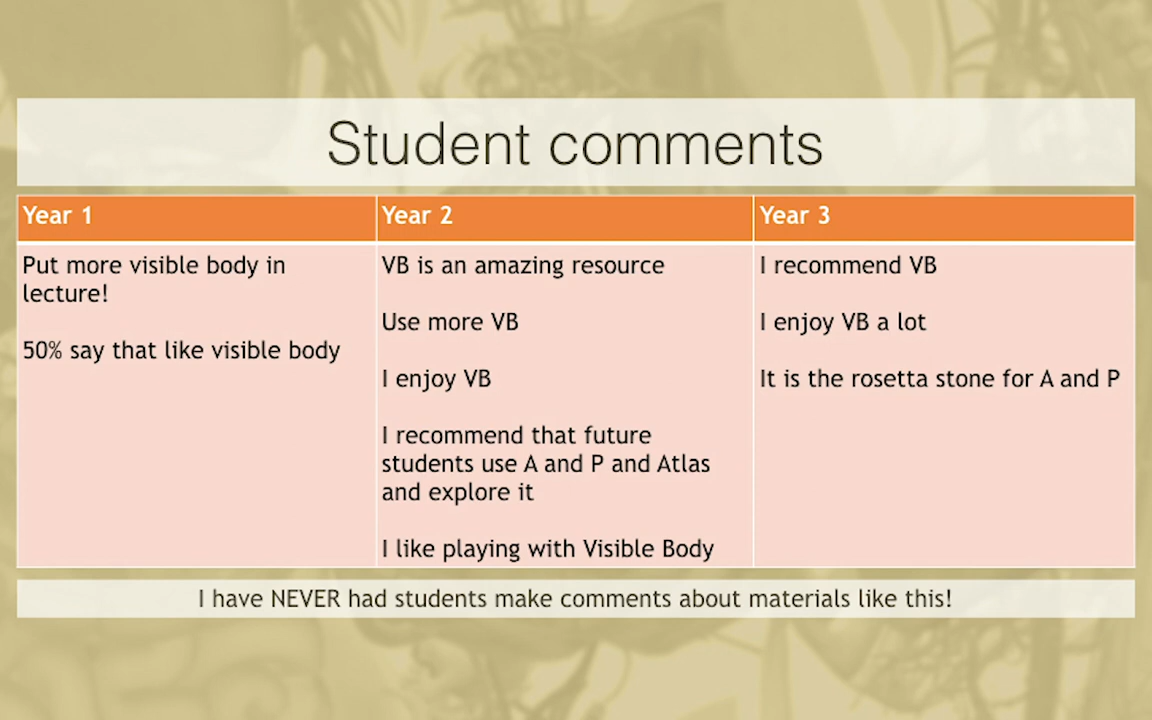 Student comments
Year 1
Year 2
Year 3
Put more visible body in
lecture!
50% say that like visible body
VB is an amazing resource
Use more VB
I enjoy VB
I recommend that future
students use A and P and Atlas
and explore it
I like playing with Visible Body
I recommend VB
I enjoy VB a lot
It is the rosetta stone for A and P
I have NEVER had students make comments about materials like this!